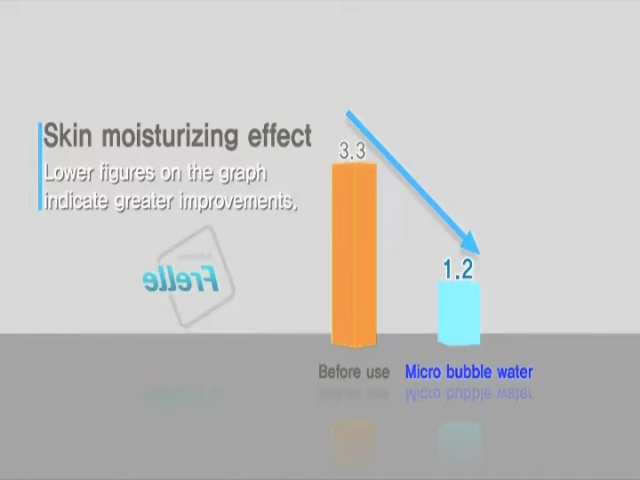 Skin moisturizing effect
Lower figures on the graph
indicate greater improvements,
3.3
1.2
Frelle
Before use
Micro bubble water